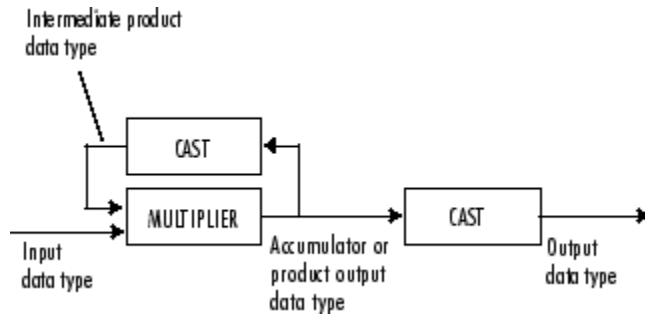 Intermediate product
data type
CAST
MULTIPLIER
CAST
Input
data type
Accumulator or
product output
data type
Output
data type